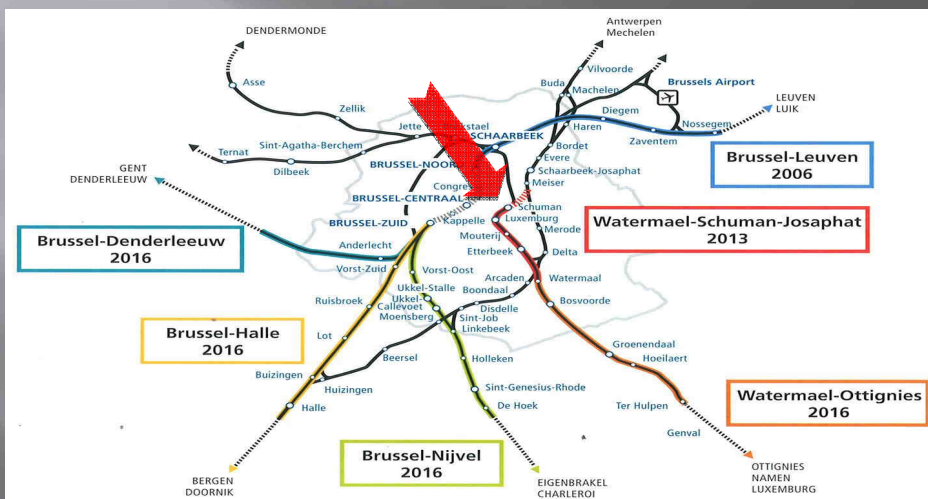 DENDERMONDE
Antwerpen
Mechelen
Asse
Vilvoorde
Buda
Machelen
Brussels Airport
Zellik
Diegem
LEUVEN
LUIK
Jette
SCHAARBEEK
Haren
Nossegem
Zaventem
Sint-Agatha-Berchem
Ternat
Dilbeek
Bordet
Evere
BRUSSEL-NOORD
Schaarbeek-Josaphat
Meiser
Brussel-Leuven
2006
GENT
DENDERLEEUW
BRUSSEL-CENTRAAL
Schuman
Kappelle
Luxemburg
BRUSSEL-ZUID
Merode
Mouterij
Watermael-Schuman-Josaphat
2013
Brussel-Denderleeuw
2016
Anderlecht
Etterbeek
Delta
Vorst-Zuid
Vorst-Oost
Arcaden
Watermaal
Ukkel-Stalle
Boondaal
Ruisbroek
Ukkel-
Callevoet
Disdelle
Bosvoorde
Moensberg
Sint-Job
Linkebeek
Brussel-Halle
2016
Lot
Groenendaal
Beersel
Holleken
Hoeilaert
Buizingen
Huizingen
Sint-Genesius-Rhode
Watermael-Ottignies
2016
Halle
De Hoek
Ter Hulpen
Genval
Brussel-Nijvel
2016
BERGEN
DOORNIK
EIGENBRAKEL
CHARLEROI
OTTIGNIES
NAMEN
LUXEMBURG